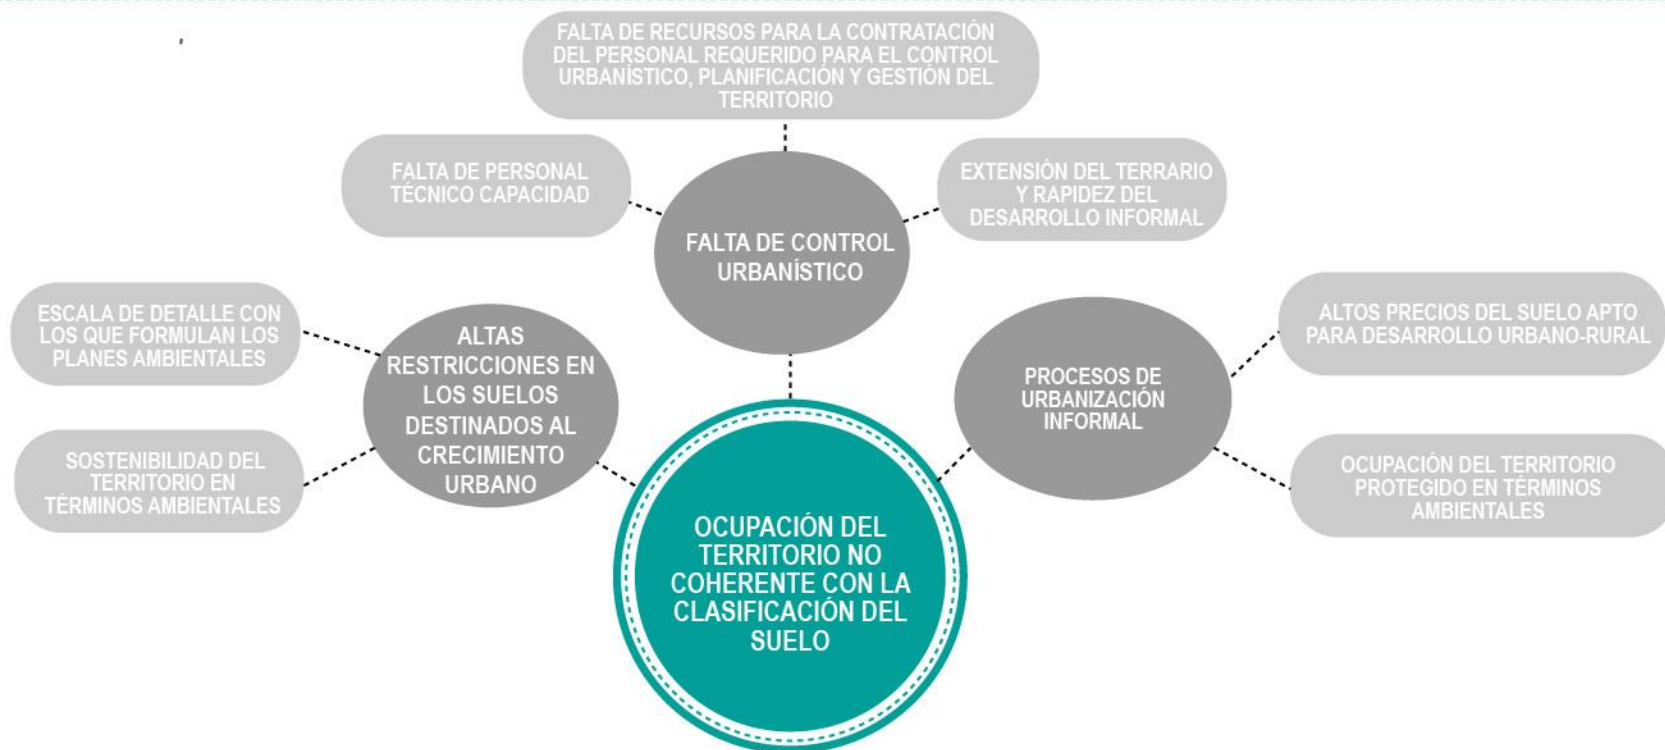 FALTA DE RECURSOS PARA LA CONTRATACIÓN
DEL PERSONAL REQUERIDO PARA EL CONTROL
URBANÍSTICO, PLANIFICACIÓN Y GESTIÓN DEL
TERRITORIO
FALTA DE PERSONAL
TÉCNICO CAPACIDAD
EXTENSIÓN DEL TERRARIO
Y RAPIDEZ DEL
DESARROLLO INFORMAL
FALTA DE CONTROL
URBANÍSTICO
ESCALA DE DETALLE CON
LOS QUE FORMULAN LOS
PLANES AMBIENTALES
ALTAS
RESTRICCIONES EN
LOS SUELOS
DESTINADOS AL
CRECIMIENTO
URBANO
SOSTENIBILIDAD DEL
TERRITORIO EN
TÉRMINOS AMBIENTALES
PROCESOS DE
URBANIZACIÓN
INFORMAL
ALTOS PRECIOS DEL SUELO APTO
PARA DESARROLLO URBANO-RURAL
OCUPACIÓN DEL TERRITORIO
PROTEGIDO EN TÉRMINOS
AMBIENTALES
OCUPACIÓN DEL
TERRITORIO NO
COHERENTE CON LA
CLASIFICACIÓN DEL
SUELO